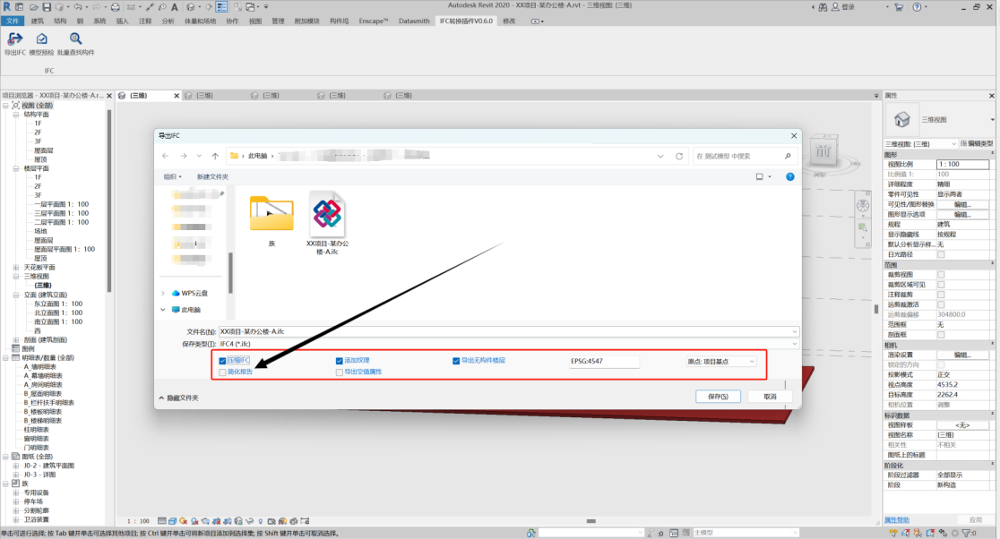 Autodesk Revit 2020 - XX项目-某办公楼-A.rvt - 三维视图: {三维}
登录
文件 建筑 结构 钢 系统 插入 注释 分析 体量和场地 协作 视图 管理 附加模块 构件坞 Enscape™ Datasmith IFC转换插件V0.6.0 修改
导出IFC 模型预检 批量查找构件
IFC
项目浏览器 - XX项目-某办公楼-A.r...
{三维} {三维} {三维} {三维} {三维}
视图 (全部)
结构平面
1F
2F
3F
屋面层
屋顶
楼层平面
1F
2F
3F
一层平面图 1: 100
三层平面图 1: 100
二层平面图 1: 100
场地
屋面层
屋面层平面图 1: 100
屋顶
天花板平面
三维视图
{三维}
立面 (建筑立面)
东立面图 1: 100
北立面图 1: 100
南立面图 1: 100
西
剖面 (建筑剖面)
图例
明细表/数量 (全部)
A_墙明细表
A_幕墙明细表
A_房间明细表
B_屋面明细表
B_栏杆扶手明细表
B_楼板明细表
B_楼梯明细表
柱明细表
窗明细表
门明细表
图纸 (全部)
J0-2 - 建筑平面图
J0-3 - 详图
族
专用设备
停车场
分割轮廓
卫浴装置
导出IFC
此电脑
在 测试模型 中搜索
组织 新建文件夹
族
XX项目-某办公
楼-A.ifc
WPS云盘
此电脑
文件名(N): XX项目-某办公楼-A.ifc
保存类型(T): IFC4 (*.ifc)
压缩IFC 添加纹理 导出无构件楼层 EPSG:4547 原点: 项目基点
简化报告 导出空值属性
隐藏文件夹 保存(S) 取消
前
属性
三维视图
三维视图: {三维} 编辑类型
图形
视图比例 1 : 100
比例值 1: 100
详细程度 精细
零件可见性 显示两者
可见性/图形替换 编辑...
图形显示选项 编辑...
规程 建筑
显示隐藏线 按规程
默认分析显示样... 无
日光路径
范围
裁剪视图
裁剪区域可见
注释裁剪
远剪裁激活
远剪裁偏移 304800.0
范围框 无
剖面框
相机
渲染设置 编辑...
锁定的方向
投影模式 正交
视点高度 4535.2
目标高度 2262.4
相机位置 调整
标识数据
视图样板 <无>
视图名称 {三维}
相关性 不相关
图纸上的标题
阶段化
阶段过滤器 全部显示
阶段 新构造
属性帮助 应用
1 : 100
单击可进行选择; 按 Tab 键并单击可选择其他项目; 按 Ctrl 键并单击可将新项目添加到选择集; 按 Shift 键并单击可取消选择。
:0 主模型 :0